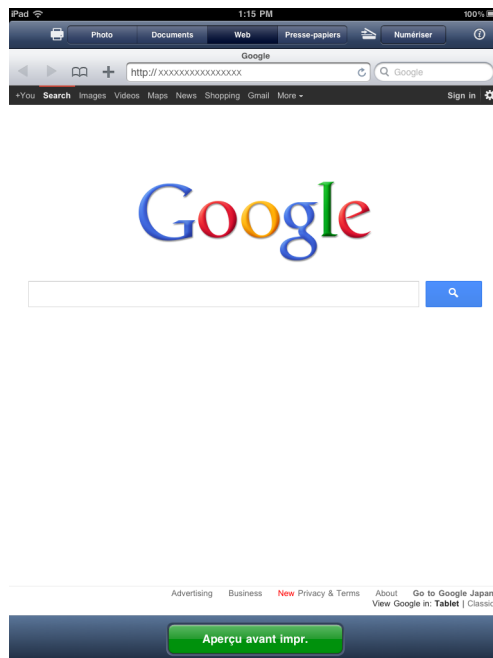 iPad 1:15 PM 100%
Photo Documents Web Presse-papiers Numériser
Google
http://xxxxxxxxxxxxxxxx Google
+You Search Images Videos Maps News Shopping Gmail More Sign in
Google
Advertising Business New Privacy & Terms About Go to Google Japan
View Google in: Tablet | Classic
Aperçu avant impr.